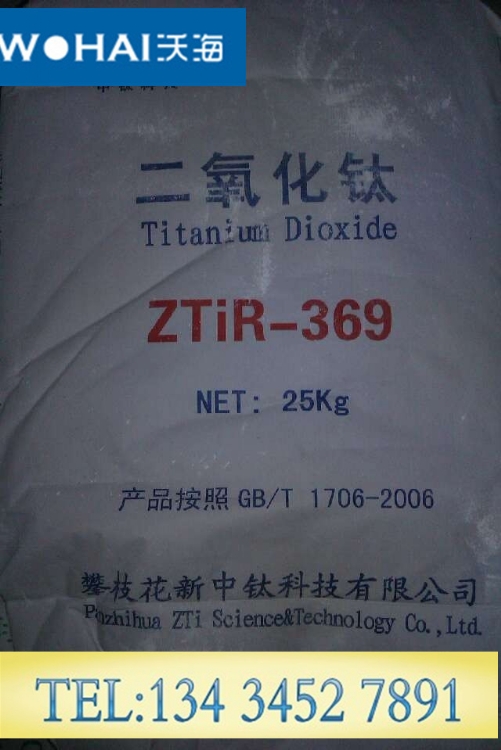 WOHAI沃海
二氧化钛
Titanium Dioxide
ZTiR-369
NET: 25Kg
产品按照 GB/T 1706-2006
攀枝花新中钛科技有限公司
Panzhihua ZTi Science&Technology Co.,Ltd.
TEL:134 3452 7891